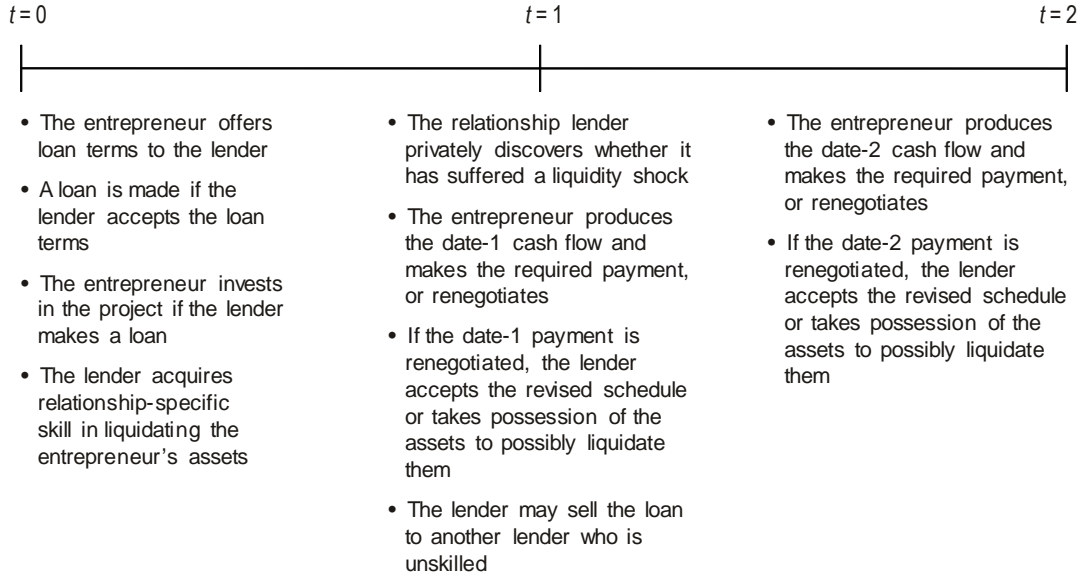 t = 0
t = 1
t = 2
• The entrepreneur offers
loan terms to the lender
• A loan is made if the
lender accepts the loan
terms
• The entrepreneur invests
in the project if the lender
makes a loan
• The lender acquires
relationship-specific
skill in liquidating the
entrepreneur's assets
• The relationship lender
privately discovers whether it
has suffered a liquidity shock
• The entrepreneur produces
the date-1 cash flow and
makes the required payment,
or renegotiates
• If the date-1 payment is
renegotiated, the lender
accepts the revised schedule
or takes possession of the
assets to possibly liquidate
them
• The lender may sell the loan
to another lender who is
unskilled
• The entrepreneur produces
the date-2 cash flow and
makes the required payment,
or renegotiates
• If the date-2 payment is
renegotiated, the lender
accepts the revised schedule
or takes possession of the
assets to possibly liquidate
them